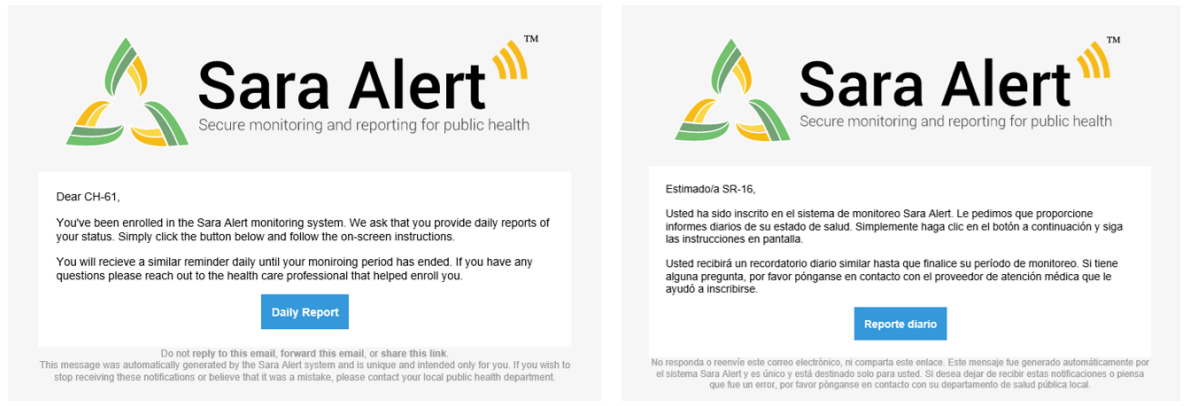 Sara Alert™
Secure monitoring and reporting for public health
Dear CH-61,
You've been enrolled in the Sara Alert monitoring system. We ask that you provide daily reports of
your status. Simply click the button below and follow the on-screen instructions.
You will recieve a similar reminder daily until your moniroing period has ended. If you have any
questions please reach out to the health care professional that helped enroll you.
Daily Report
Do not reply to this email, forward this email, or share this link.
This message was automatically generated by the Sara Alert system and is unique and intended only for you. If you wish to
stop receiving these notifications or believe that it was a mistake, please contact your local public health department.
Sara Alert™
Secure monitoring and reporting for public health
Estimado/a SR-16,
Usted ha sido inscrito en el sistema de monitoreo Sara Alert. Le pedimos que proporcione
informes diarios de su estado de salud. Simplemente haga clic en el botón a continuación y siga
las instrucciones en pantalla.
Usted recibirá un recordatorio diario similar hasta que finalice su período de monitoreo. Si tiene
alguna pregunta, por favor pónganse en contacto con el proveedor de atención médica que le
ayudó a inscribirse.
Reporte diario
No responda o reenvíe este correo electrónico, ni comparta este enlace. Este mensaje fue generado automáticamente por
el sistema Sara Alert y es único y está destinado solo para usted. Si desea dejar de recibir estas notificaciones o piensa
que fue un error, por favor pónganse en contacto con su departamento de salud pública local.